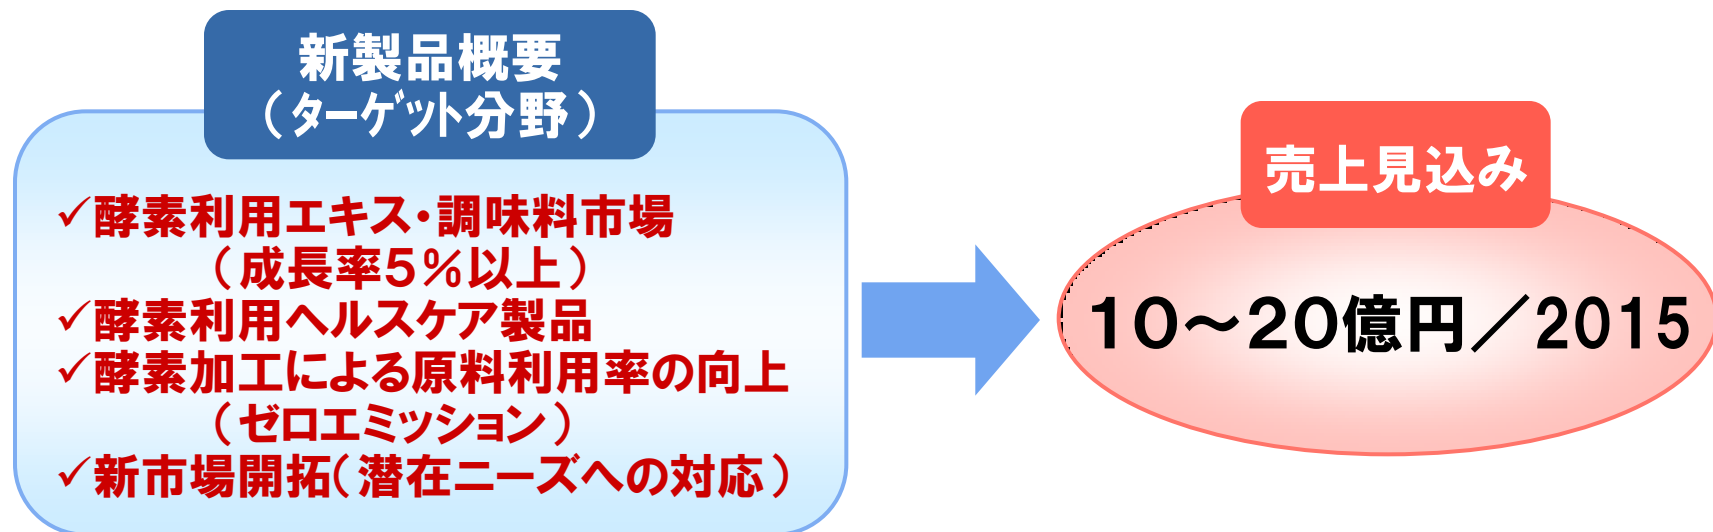 新製品概要
（ﾀｰｹﾞｯﾄ分野）
✓酵素利用エキス・調味料市場
（成長率５％以上）
✓酵素利用ヘルスケア製品
✓酵素加工による原料利用率の向上
（ゼロエミッション）
✓新市場開拓（潜在ニーズへの対応）
売上見込み
１０～２０億円／2015